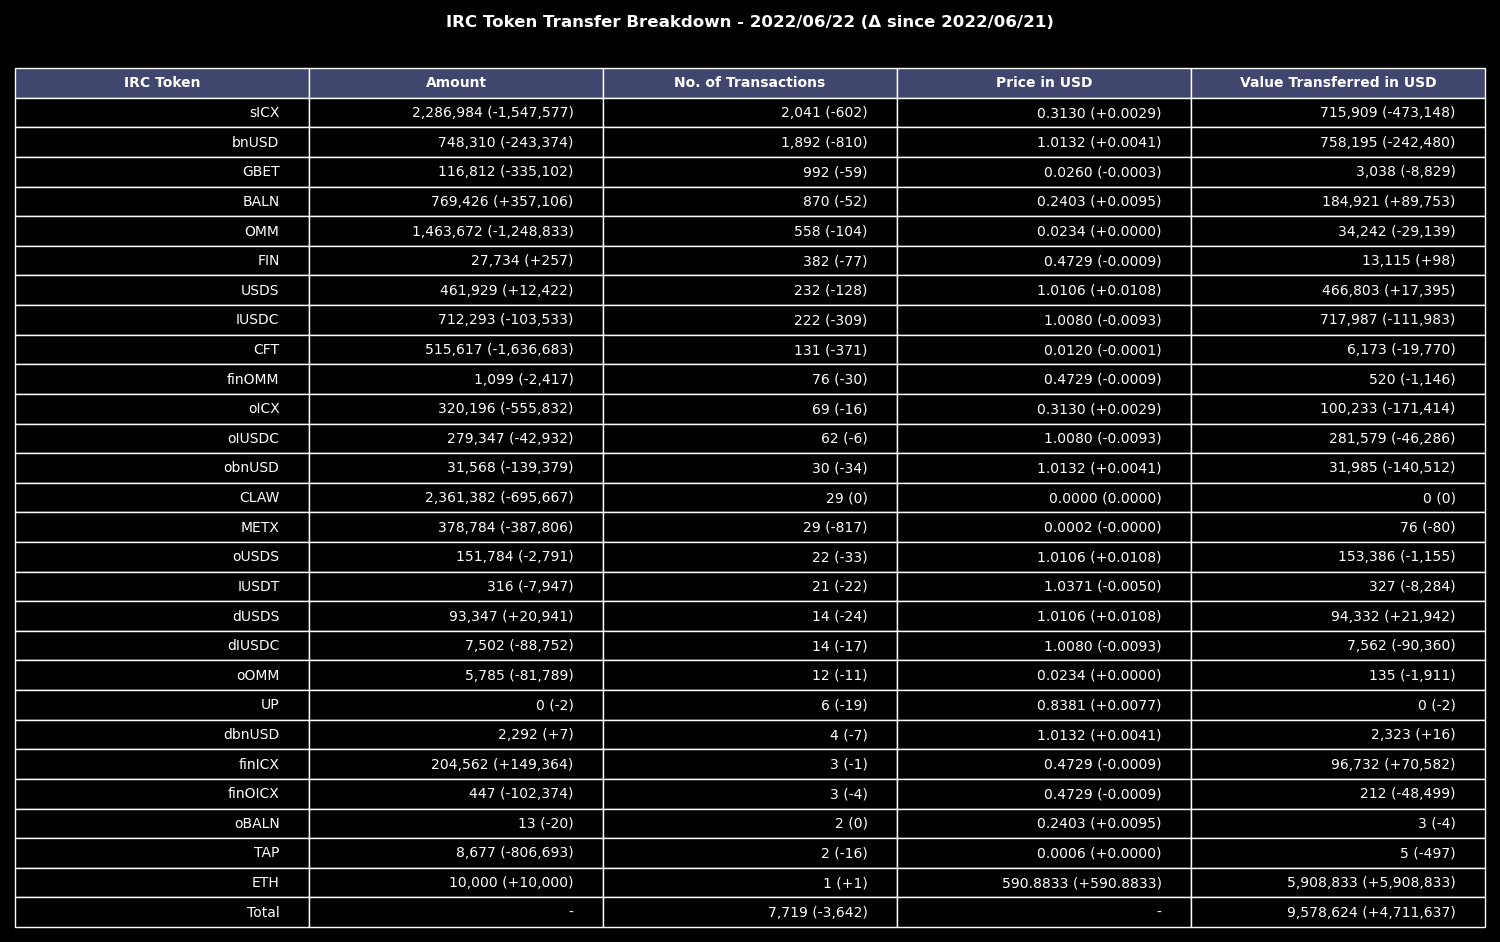 IRC Token Transfer Breakdown - 2022/06/22 (Δ since 2022/06/21)
IRC Token Amount No. of Transactions Price in USD Value Transferred in USD
sICX 2,286,984 (-1,547,577) 2,041 (-602) 0.3130 (+0.0029) 715,909 (-473,148)
bnUSD 748,310 (-243,374) 1,892 (-810) 1.0132 (+0.0041) 758,195 (-242,480)
GBET 116,812 (-335,102) 992 (-59) 0.0260 (-0.0003) 3,038 (-8,829)
BALN 769,426 (+357,106) 870 (-52) 0.2403 (+0.0095) 184,921 (+89,753)
OMM 1,463,672 (-1,248,833) 558 (-104) 0.0234 (+0.0000) 34,242 (-29,139)
FIN 27,734 (+257) 382 (-77) 0.4729 (-0.0009) 13,115 (+98)
USDS 461,929 (+12,422) 232 (-128) 1.0106 (+0.0108) 466,803 (+17,395)
IUSDC 712,293 (-103,533) 222 (-309) 1.0080 (-0.0093) 717,987 (-111,983)
CFT 515,617 (-1,636,683) 131 (-371) 0.0120 (-0.0001) 6,173 (-19,770)
finOMM 1,099 (-2,417) 76 (-30) 0.4729 (-0.0009) 520 (-1,146)
oICX 320,196 (-555,832) 69 (-16) 0.3130 (+0.0029) 100,233 (-171,414)
oIUSDC 279,347 (-42,932) 62 (-6) 1.0080 (-0.0093) 281,579 (-46,286)
obnUSD 31,568 (-139,379) 30 (-34) 1.0132 (+0.0041) 31,985 (-140,512)
CLAW 2,361,382 (-695,667) 29 (0) 0.0000 (0.0000) 0 (0)
METX 378,784 (-387,806) 29 (-817) 0.0002 (-0.0000) 76 (-80)
oUSDS 151,784 (-2,791) 22 (-33) 1.0106 (+0.0108) 153,386 (-1,155)
IUSDT 316 (-7,947) 21 (-22) 1.0371 (-0.0050) 327 (-8,284)
dUSDS 93,347 (+20,941) 14 (-24) 1.0106 (+0.0108) 94,332 (+21,942)
dIUSDC 7,502 (-88,752) 14 (-17) 1.0080 (-0.0093) 7,562 (-90,360)
oOMM 5,785 (-81,789) 12 (-11) 0.0234 (+0.0000) 135 (-1,911)
UP 0 (-2) 6 (-19) 0.8381 (+0.0077) 0 (-2)
dbnUSD 2,292 (+7) 4 (-7) 1.0132 (+0.0041) 2,323 (+16)
finICX 204,562 (+149,364) 3 (-1) 0.4729 (-0.0009) 96,732 (+70,582)
finOICX 447 (-102,374) 3 (-4) 0.4729 (-0.0009) 212 (-48,499)
oBALN 13 (-20) 2 (0) 0.2403 (+0.0095) 3 (-4)
TAP 8,677 (-806,693) 2 (-16) 0.0006 (+0.0000) 5 (-497)
ETH 10,000 (+10,000) 1 (+1) 590.8833 (+590.8833) 5,908,833 (+5,908,833)
Total - 7,719 (-3,642) - 9,578,624 (+4,711,637)